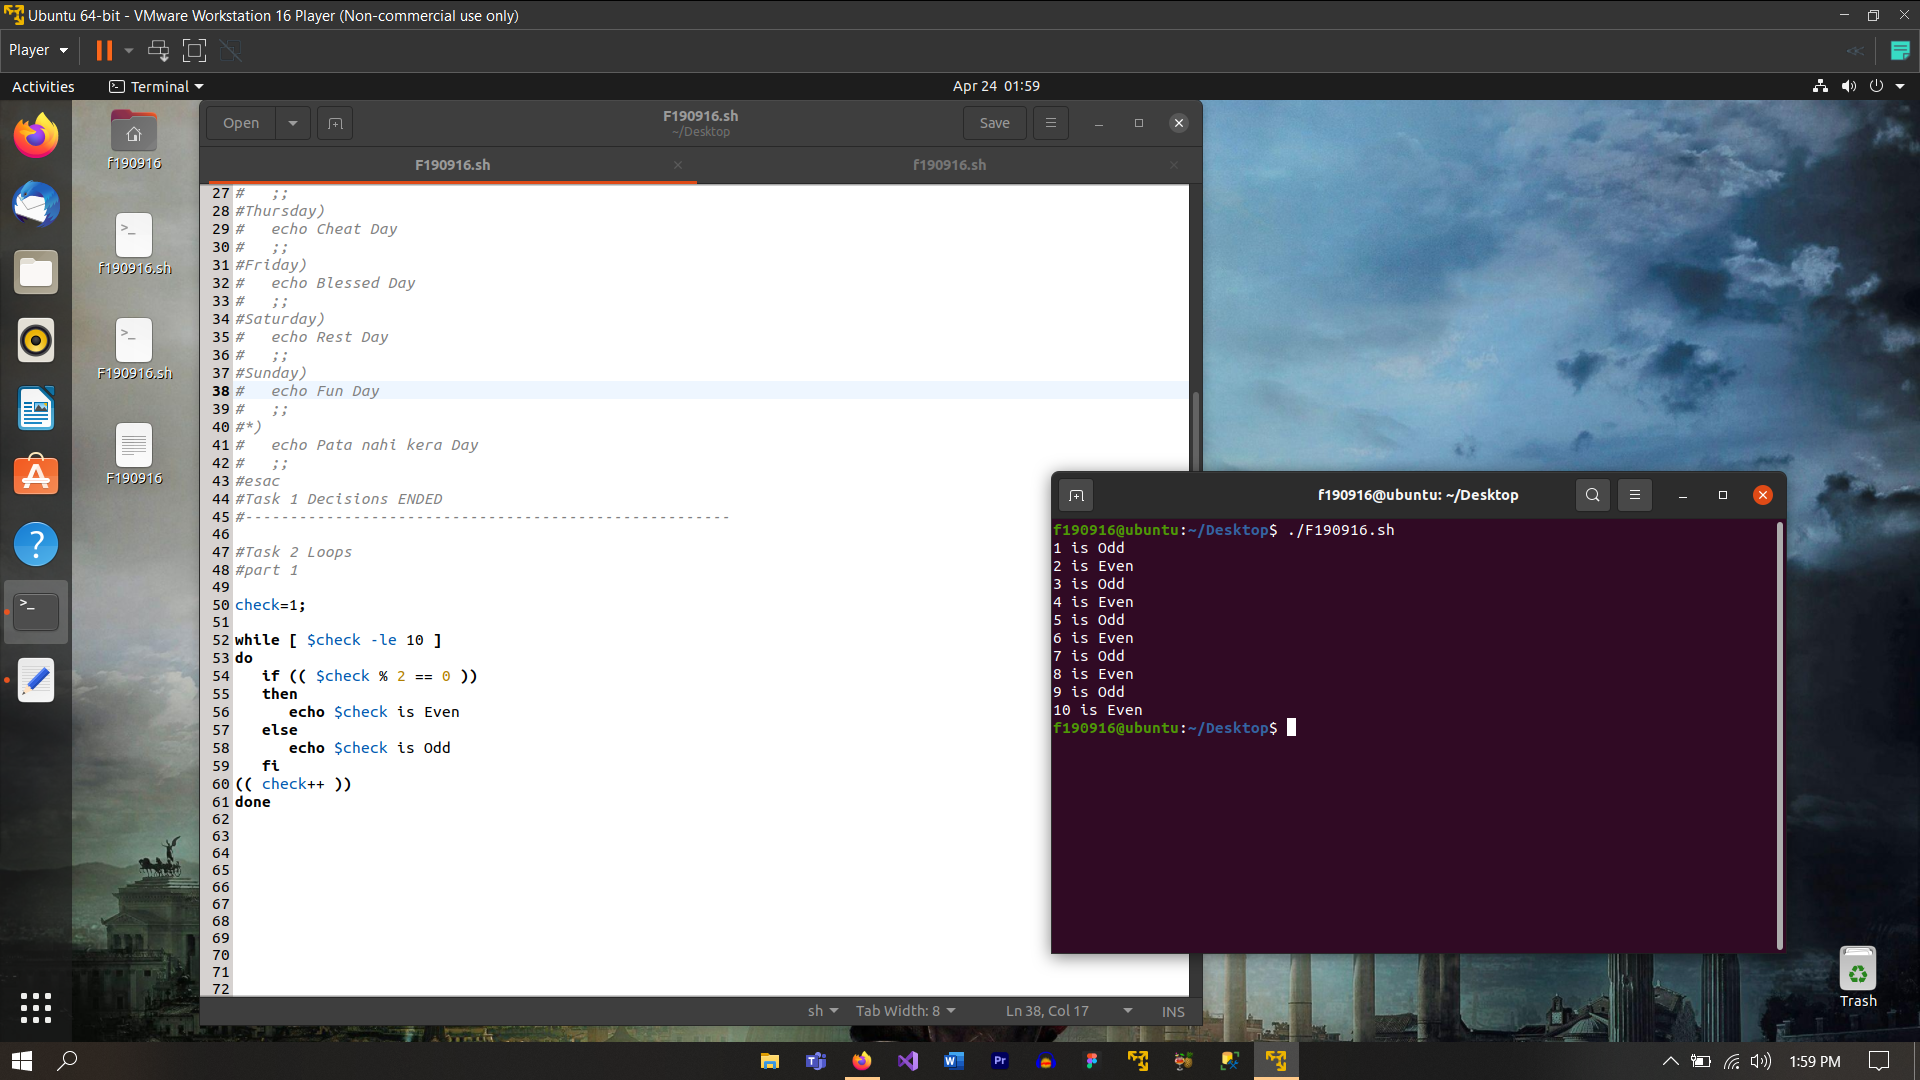 Ubuntu 64-bit - VMware Workstation 16 Player (Non-commercial use only)
Player
Activities
Terminal
Apr 24 01:59
f190916
f190916.sh
F190916.sh
F190916
Open
F190916.sh
~/Desktop
Save
F190916.sh
f190916.sh
27 #   ;;
28 #Thursday)
29 #   echo Cheat Day
30 #   ;;
31 #Friday)
32 #   echo Blessed Day
33 #   ;;
34 #Saturday)
35 #   echo Rest Day
36 #   ;;
37 #Sunday)
38 #   echo Fun Day
39 #   ;;
40 #*)
41 #   echo Pata nahi kera Day
42 #   ;;
43 #esac
44 #Task 1 Decisions ENDED
45 #------------------------------------------------------
46
47 #Task 2 Loops
48 #part 1
49
50 check=1;
51
52 while [ $check -le 10 ]
53 do
54    if (( $check % 2 == 0 ))
55    then
56       echo $check is Even
57    else
58       echo $check is Odd
59    fi
60 (( check++ ))
61 done
62
63
64
65
66
67
68
69
70
71
72
sh
Tab Width: 8
Ln 38, Col 17
INS
f190916@ubuntu: ~/Desktop
f190916@ubuntu:~/Desktop$ ./F190916.sh
1 is Odd
2 is Even
3 is Odd
4 is Even
5 is Odd
6 is Even
7 is Odd
8 is Even
9 is Odd
10 is Even
f190916@ubuntu:~/Desktop$
Trash
1:59 PM